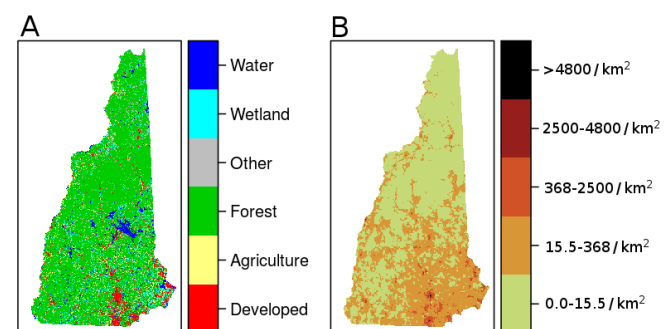 A
Water
Wetland
Other
Forest
Agriculture
Developed
B
>4800/km²
2500-4800/km²
368-2500/km²
15.5-368/km²
0.0-15.5/km²